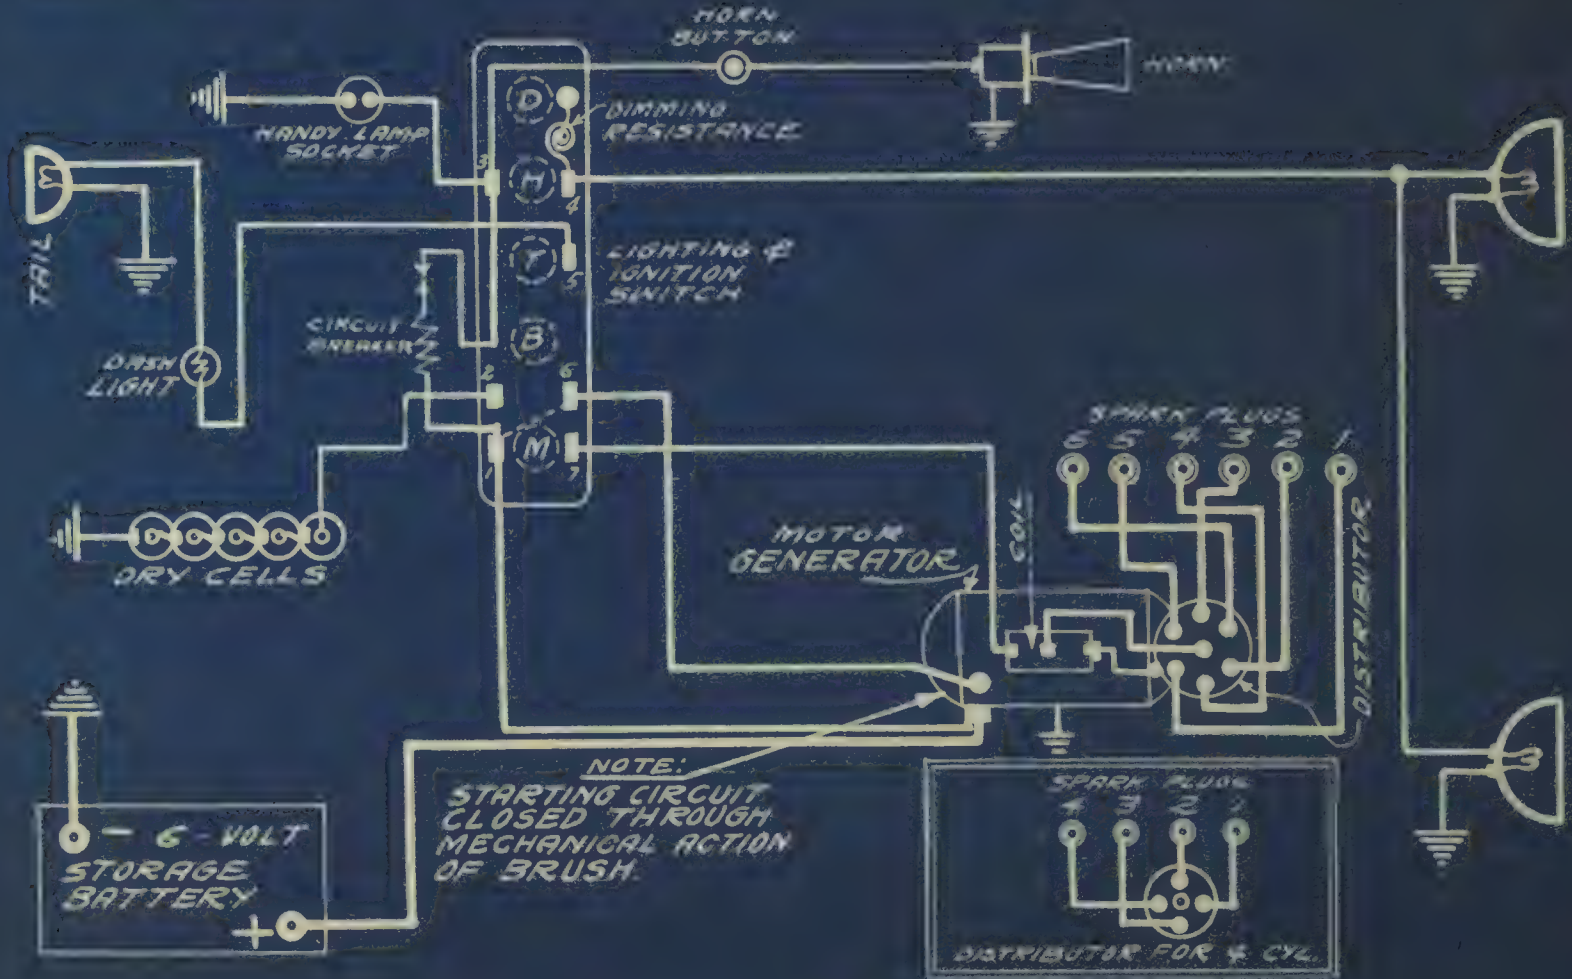 HORN
BUTTON
HORN
HANDY LAMP
SOCKET
D
DIMMING
RESISTANCE
3
H
4
TAIL
LIGHTING &
IGNITION
SWITCH
T
5
CIRCUIT
BREAKER
B
DASH
LIGHT
2
6
M
1
7
SPARK PLUGS
6 5 4 3 2 1
DRY CELLS
MOTOR
GENERATOR
COIL
DISTRIBUTOR
NOTE:
STARTING CIRCUIT
CLOSED THROUGH
MECHANICAL ACTION
OF BRUSH.
- 6-VOLT
STORAGE
BATTERY
+
SPARK PLUGS
4 3 2 1
DISTRIBUTOR FOR 4 CYL.